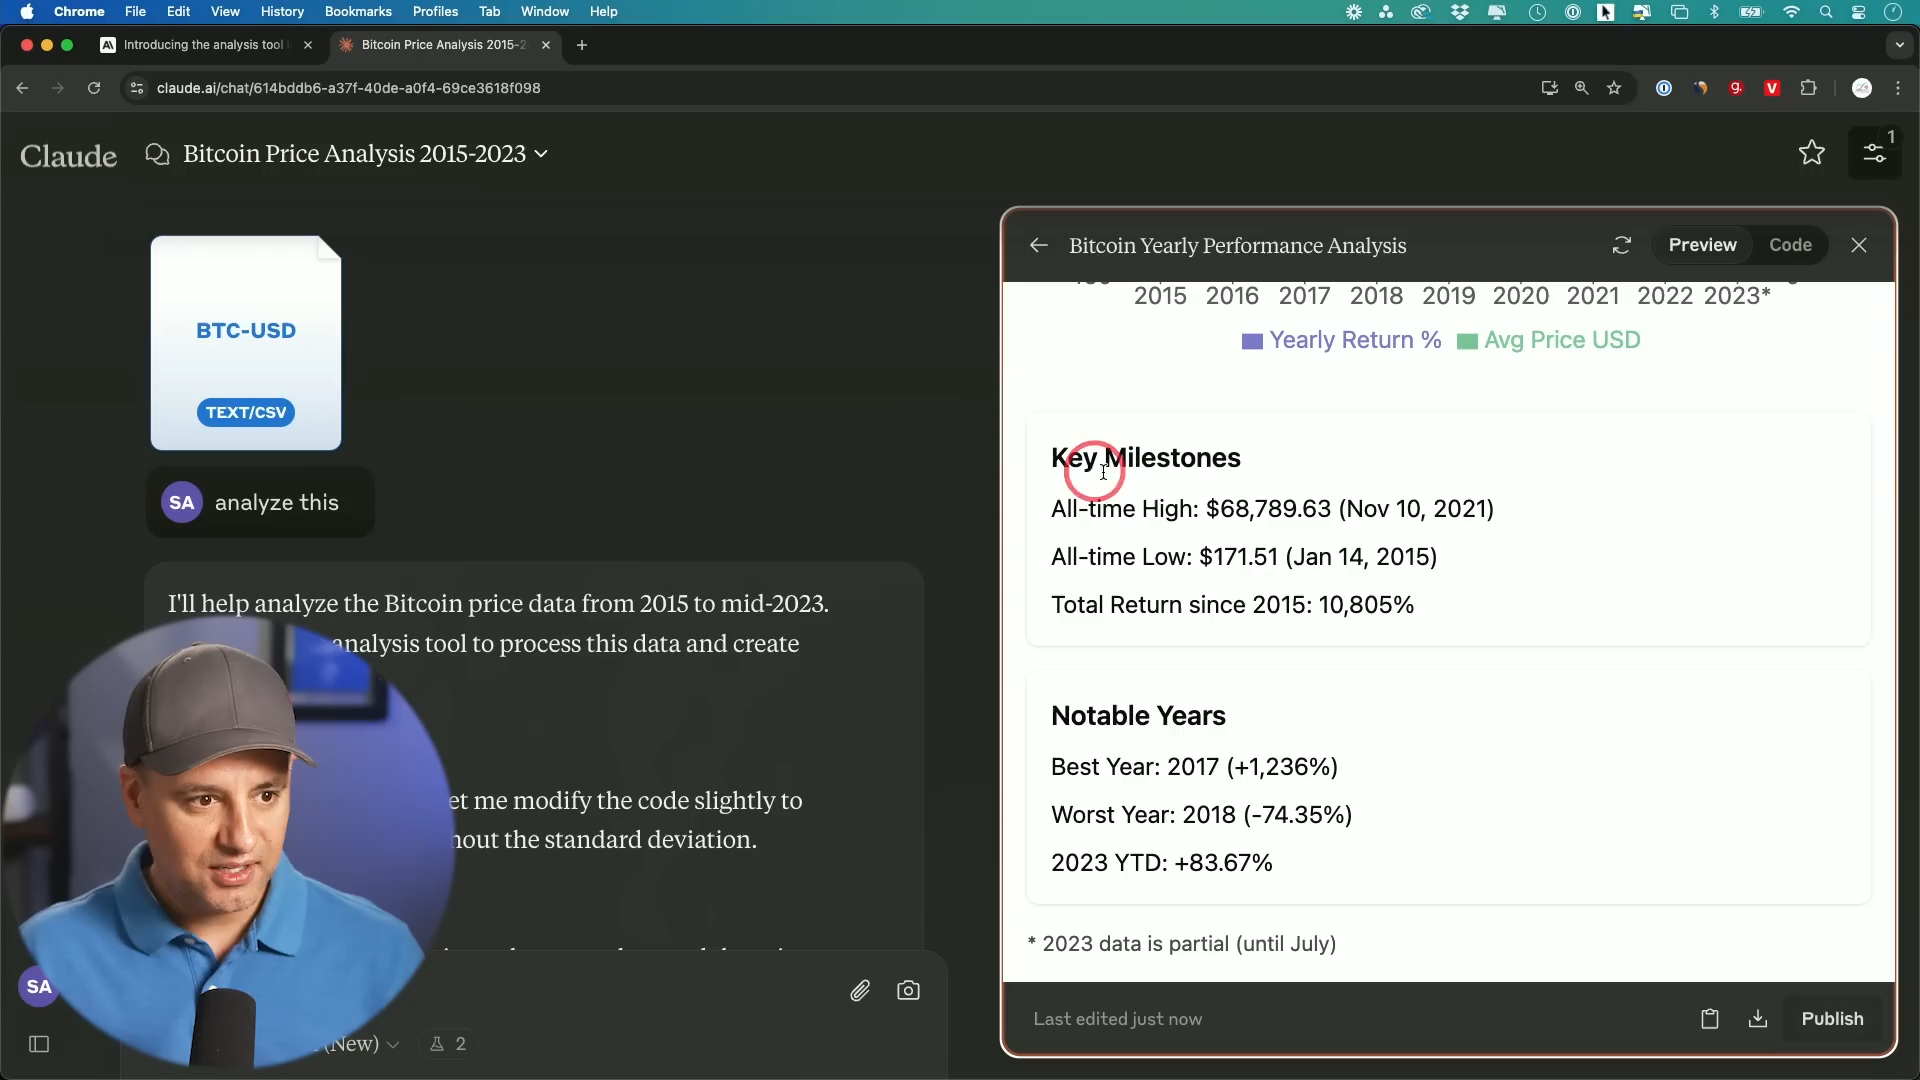 Chrome File Edit View History Bookmarks Profiles Tab Window Help
Introducing the analysis tool
Bitcoin Price Analysis 2015-2
claude.ai/chat/614bddb6-a37f-40de-a0f4-69ce3618f098
Claude
Bitcoin Price Analysis 2015-2023
1
BTC-USD
TEXT/CSV
SA analyze this
I'll help analyze the Bitcoin price data from 2015 to mid-2023.
analysis tool to process this data and create
et me modify the code slightly to
hout the standard deviation.
SA
(New) 2
Bitcoin Yearly Performance Analysis
Preview Code
2015 2016 2017 2018 2019 2020 2021 2022 2023*
Yearly Return % Avg Price USD
Key Milestones
All-time High: $68,789.63 (Nov 10, 2021)
All-time Low: $171.51 (Jan 14, 2015)
Total Return since 2015: 10,805%
Notable Years
Best Year: 2017 (+1,236%)
Worst Year: 2018 (-74.35%)
2023 YTD: +83.67%
* 2023 data is partial (until July)
Last edited just now
Publish